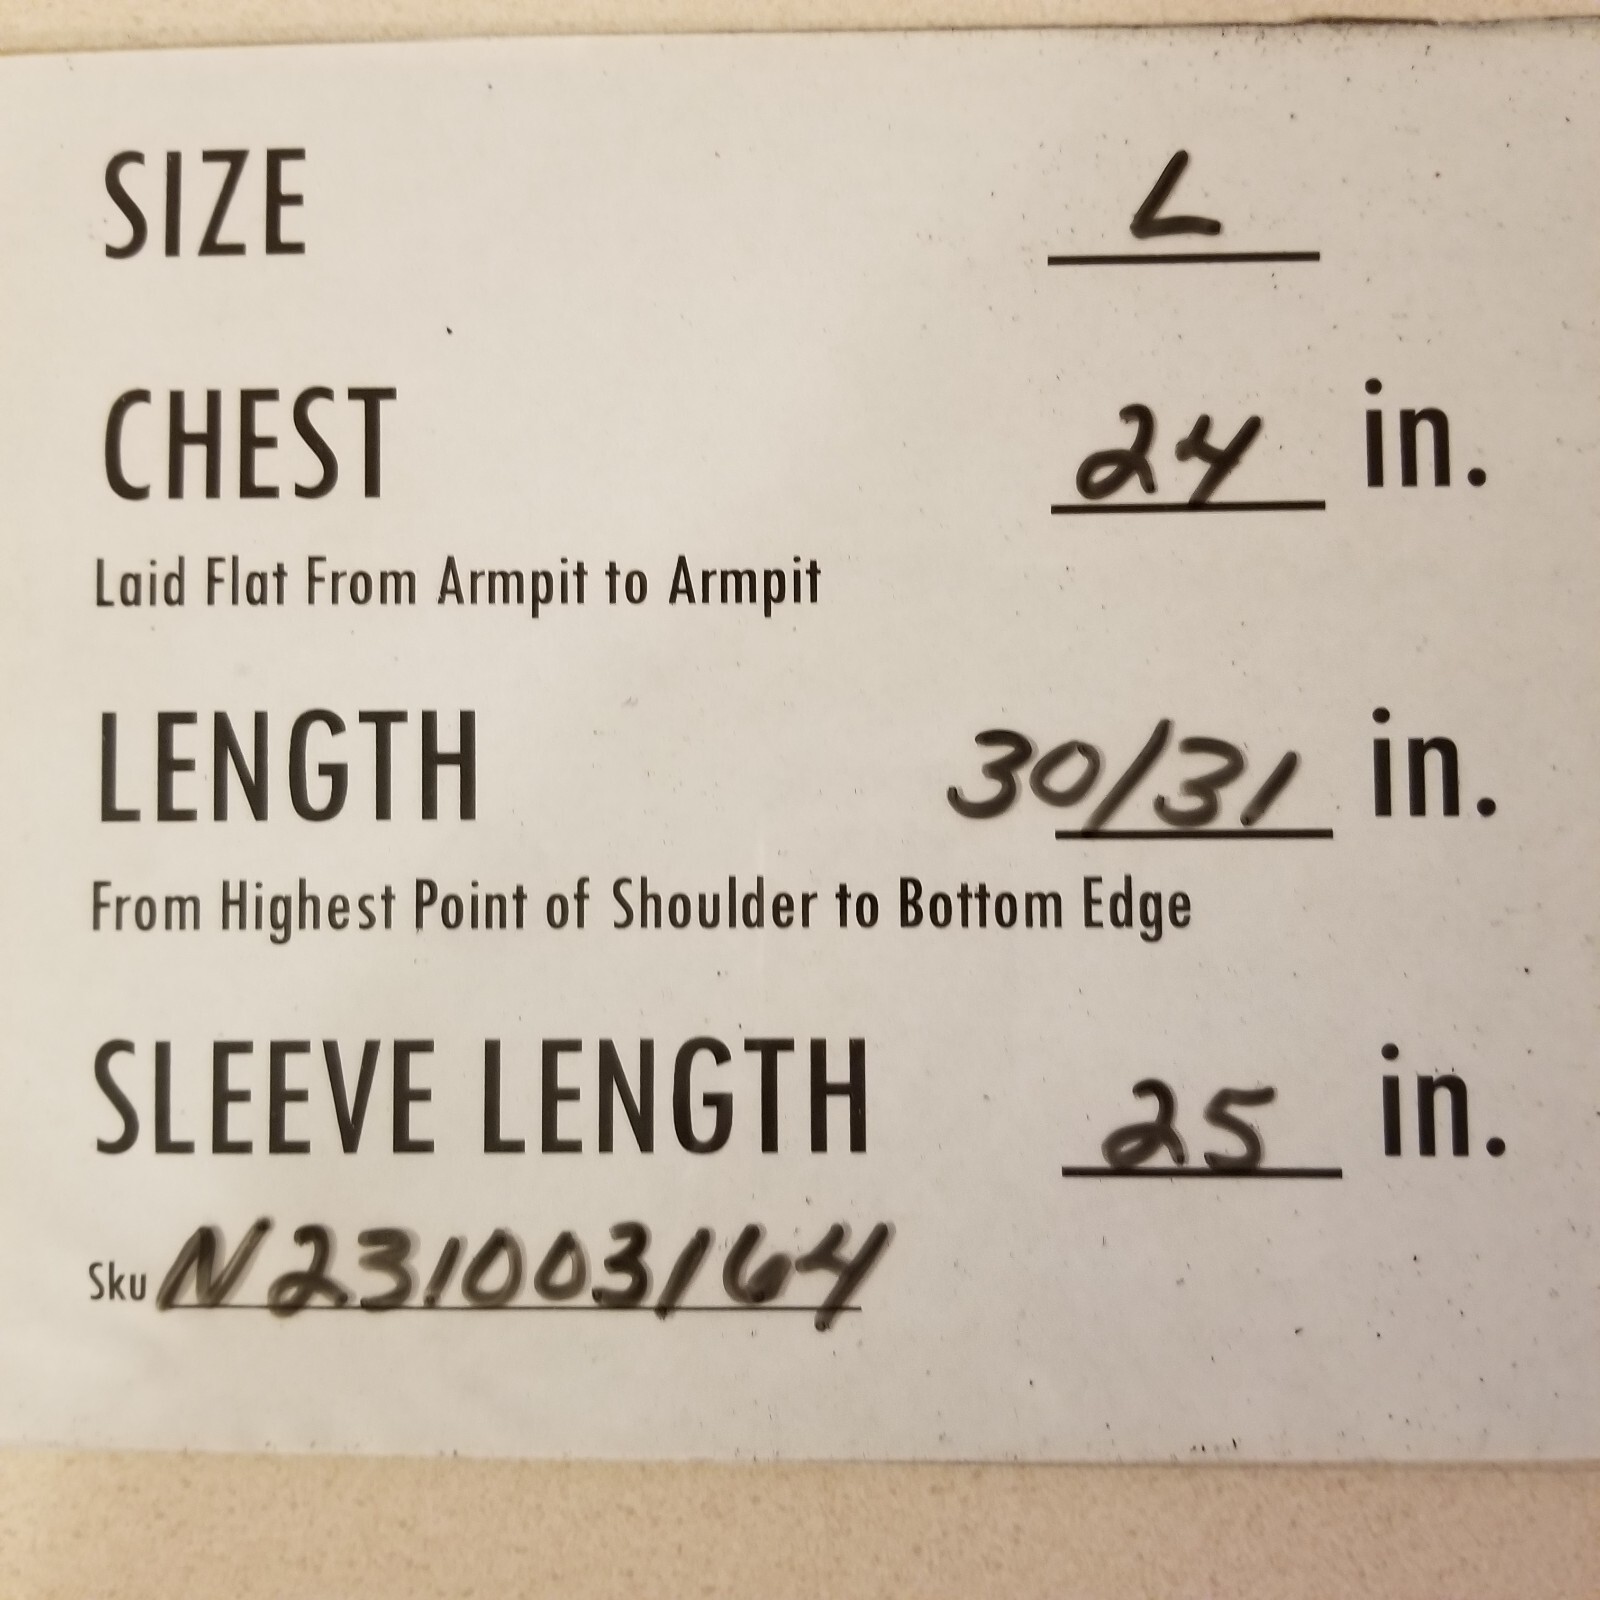 SIZE L
CHEST 24 in.
Laid Flat From Armpit to Armpit
LENGTH 30/31 in.
From Highest Point of Shoulder to Bottom Edge
SLEEVE LENGTH 25 in.
Sku N231003164